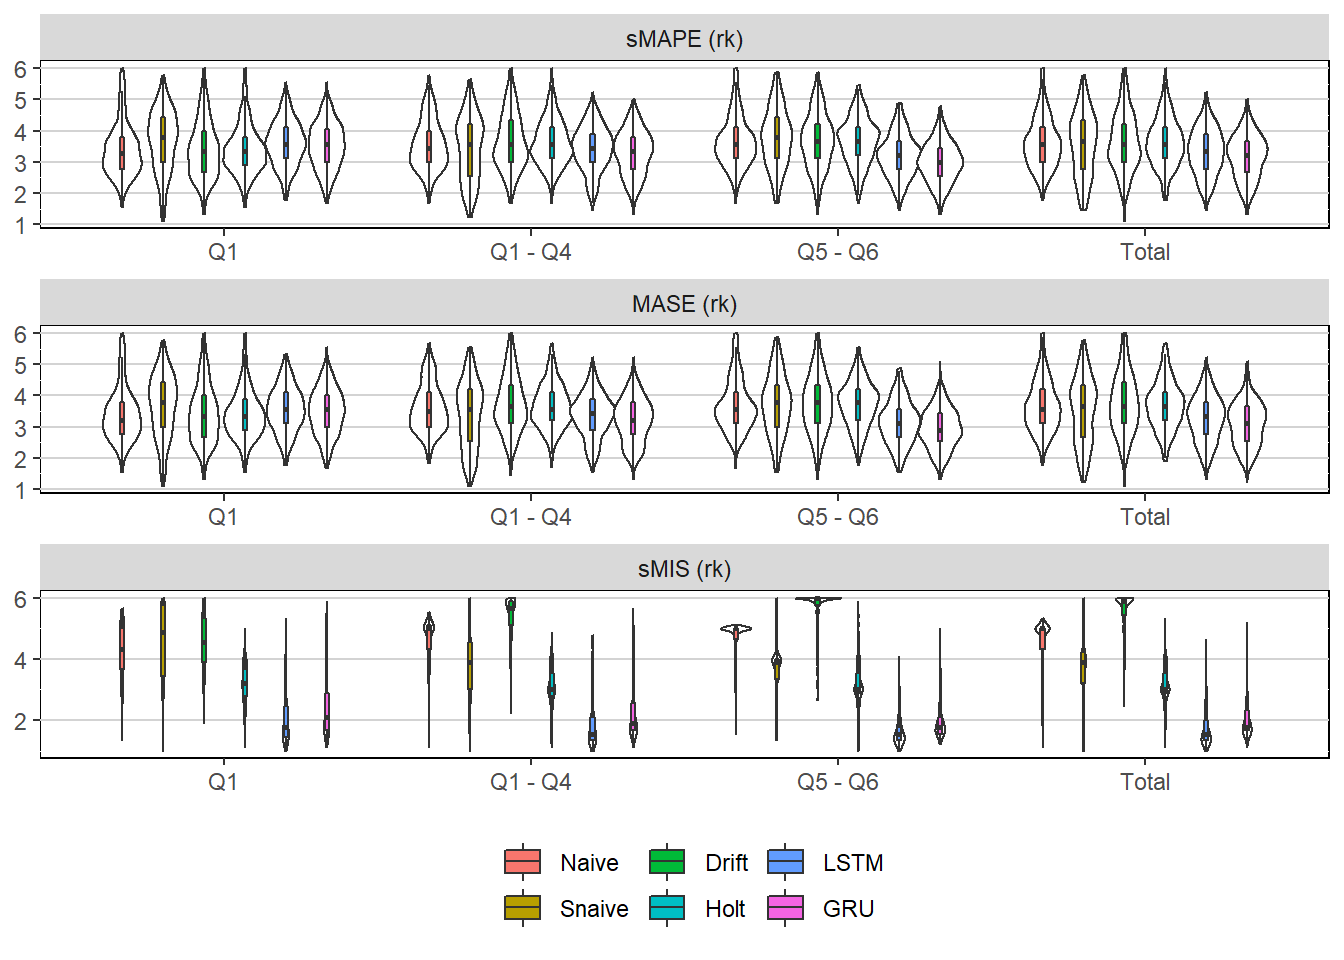 sMAPE (rk)
6
5
4
3
2
1
Q1 Q1 - Q4 Q5 - Q6 Total
MASE (rk)
6
5
4
3
2
1
Q1 Q1 - Q4 Q5 - Q6 Total
sMIS (rk)
6
4
2
Q1 Q1 - Q4 Q5 - Q6 Total
Naive Drift LSTM
Snaive Holt GRU